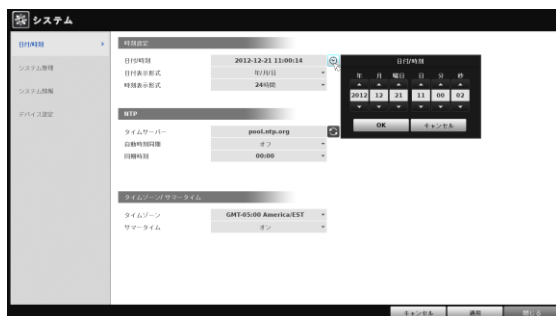 システム
日付/時刻
システム管理
システム情報
デバイス設定
時刻設定
日付/時刻 2012-12-21 11:00:14
日付表示形式 年/月/日
時刻表示形式 24時間
NTP
タイムサーバー pool.ntp.org
自動時刻同期 オフ
同期時刻 00:00
タイムゾーン/サマータイム
タイムゾーン GMT-05:00 America/EST
サマータイム オン
日付/時刻
年 月 曜日 日 分 秒
2012 12 21 11 00 02
OK キャンセル
キャンセル 適用 閉じる